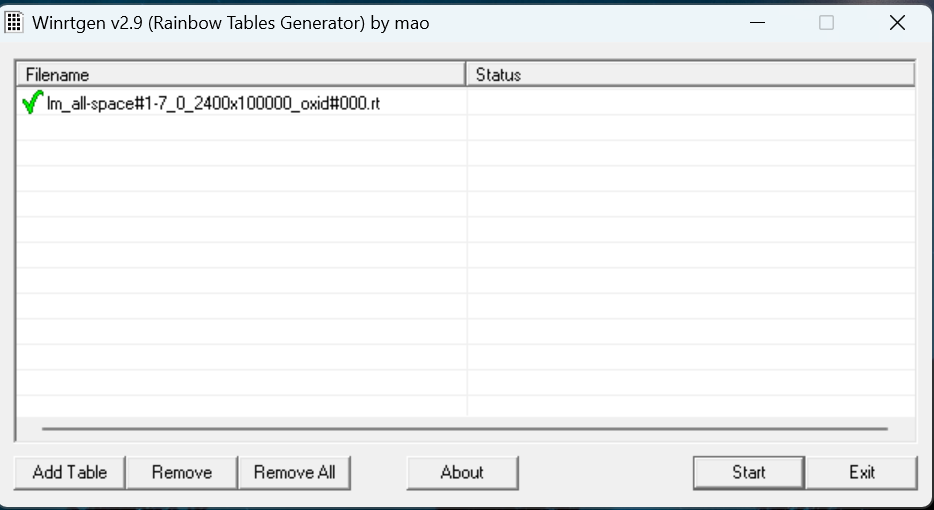 Winrtgen v2.9 (Rainbow Tables Generator) by mao
Filename Status
lm_all-space#1-7_0_2400x100000_oxid#000.rt
Add Table Remove Remove All About Start Exit